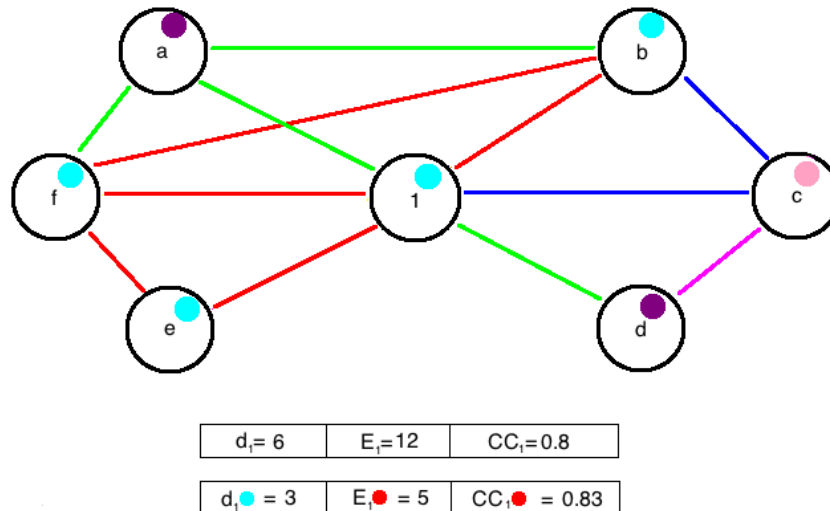 a
b
f
1
c
e
d
d₁= 6 E₁=12 CC₁=0.8
d₁ = 3 E₁ = 5 CC₁ = 0.83